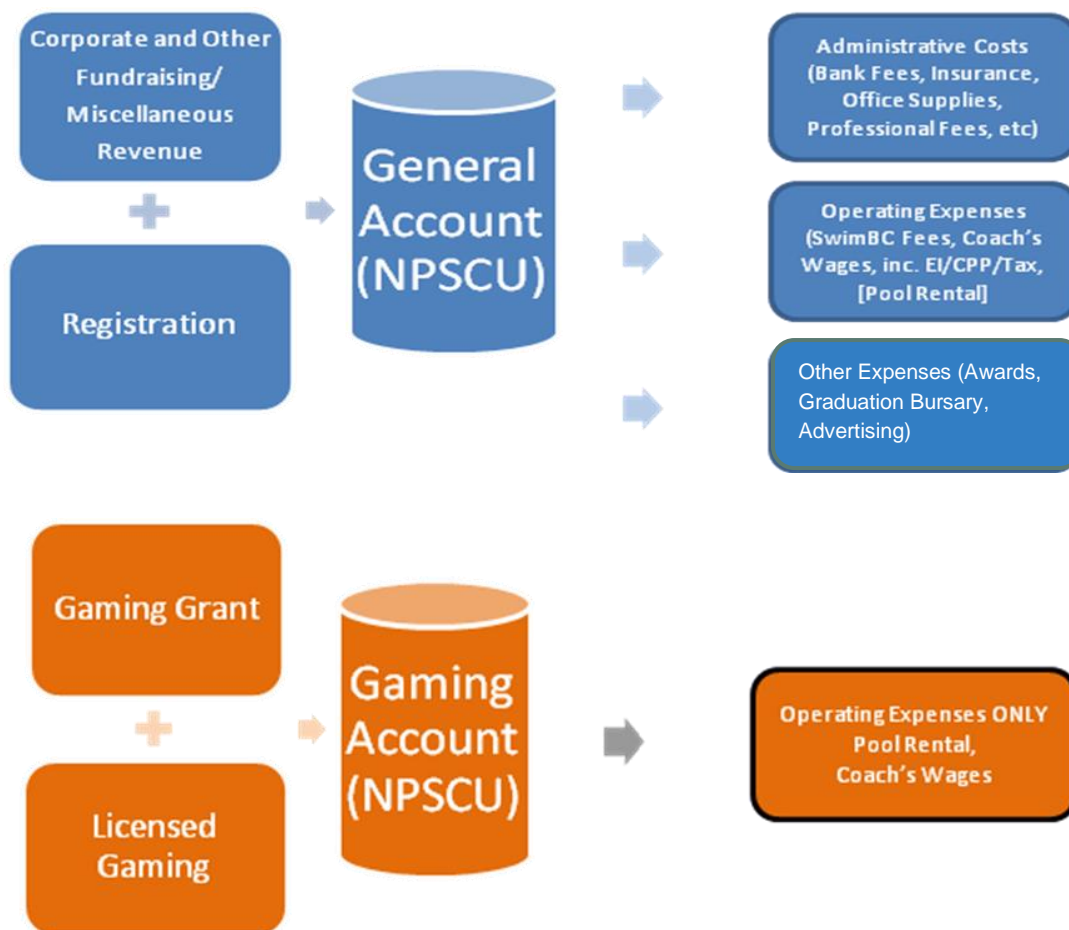 Corporate and Other
Fundraising/
Miscellaneous
Revenue
Registration
General
Account
(NPSCU)
Administrative Costs
(Bank Fees, Insurance,
Office Supplies,
Professional Fees, etc)
Operating Expenses
(SwimBC Fees, Coach's
Wages, inc. EI/CPP/Tax,
[Pool Rental]
Other Expenses (Awards,
Graduation Bursary,
Advertising)
Gaming Grant
Licensed
Gaming
Gaming
Account
(NPSCU)
Operating Expenses ONLY
Pool Rental,
Coach's Wages